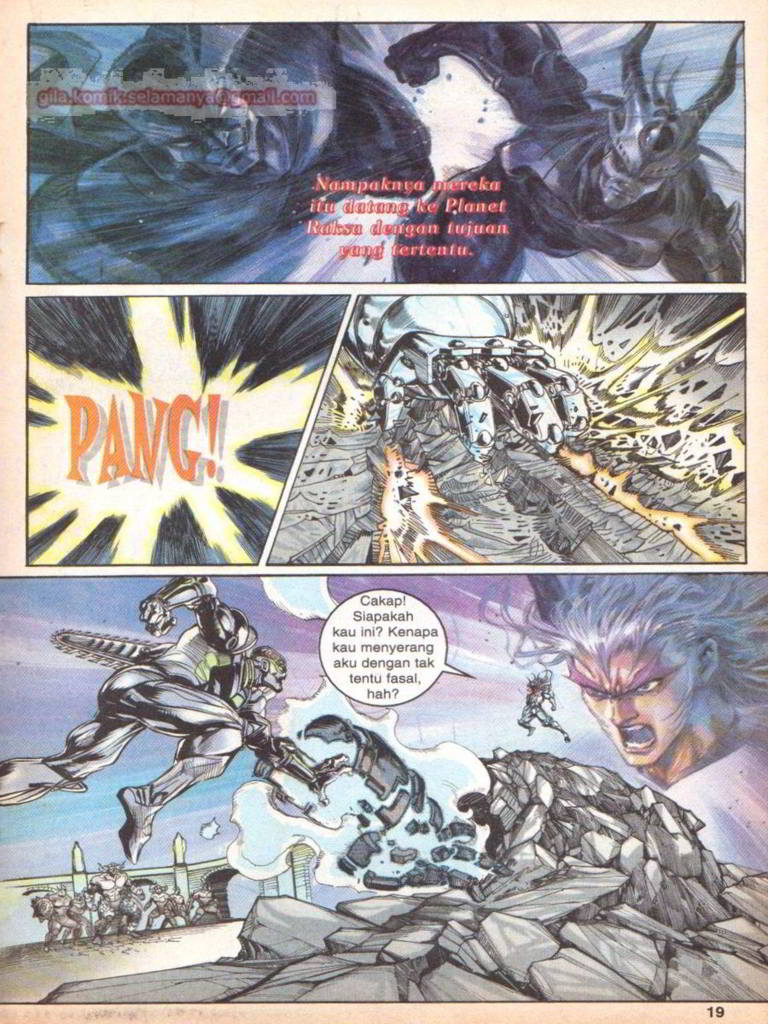 gila.komik.selamanya@gmail.com
Nampaknya mereka
itu datang ke Planet
Raksa dengan tujuan
yang tertentu.
PANG!
Cakap!
Siapakah
kau ini? Kenapa
kau menyerang
aku dengan tak
tentu fasal,
hah?
19